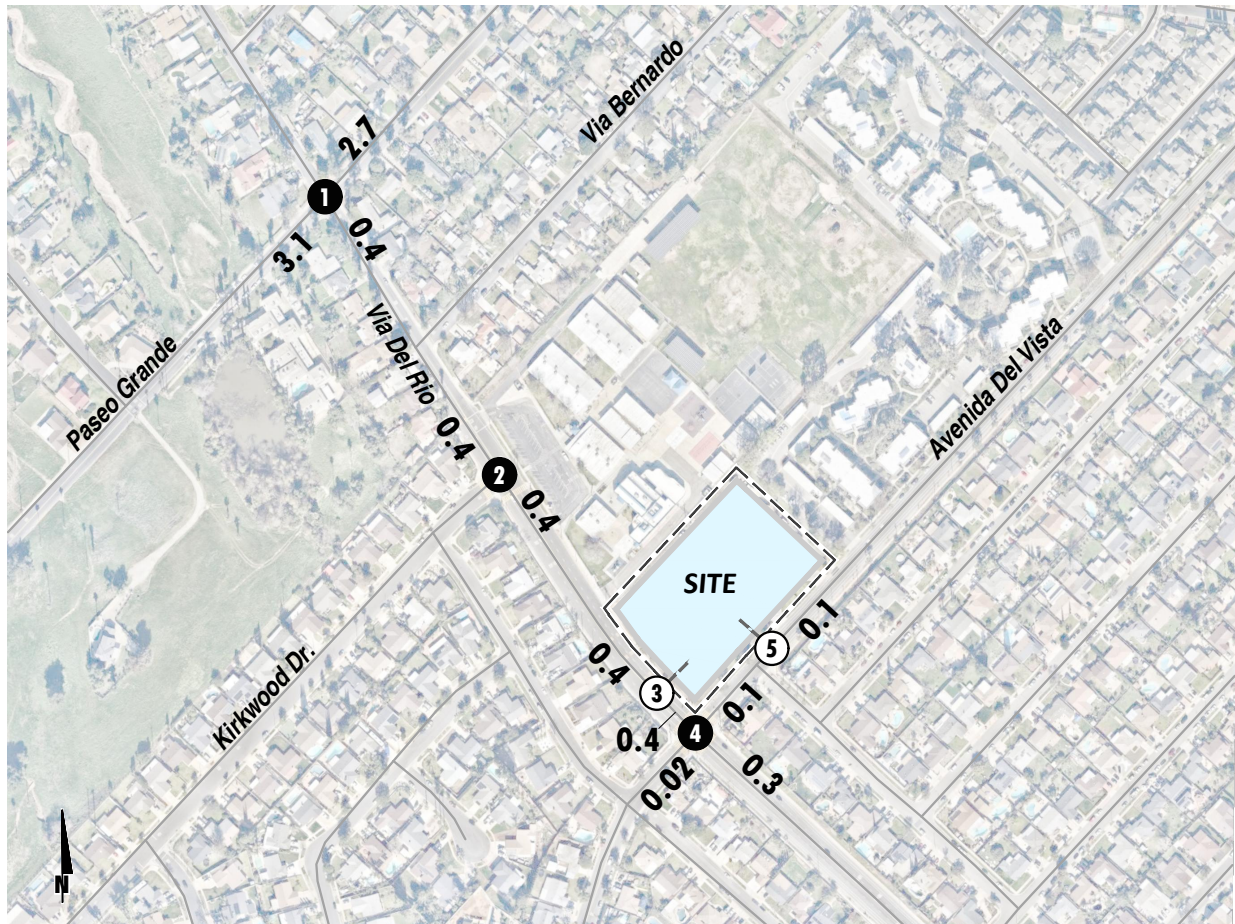 Via Bernardo
2.7
1
0.4
3.1
Via Del Rio
Paseo Grande
Avenida Del Vista
0.4
2
0.4
SITE
0.1
5
0.4
3
0.1
Kirkwood Dr.
0.4
4
0.3
0.02
N